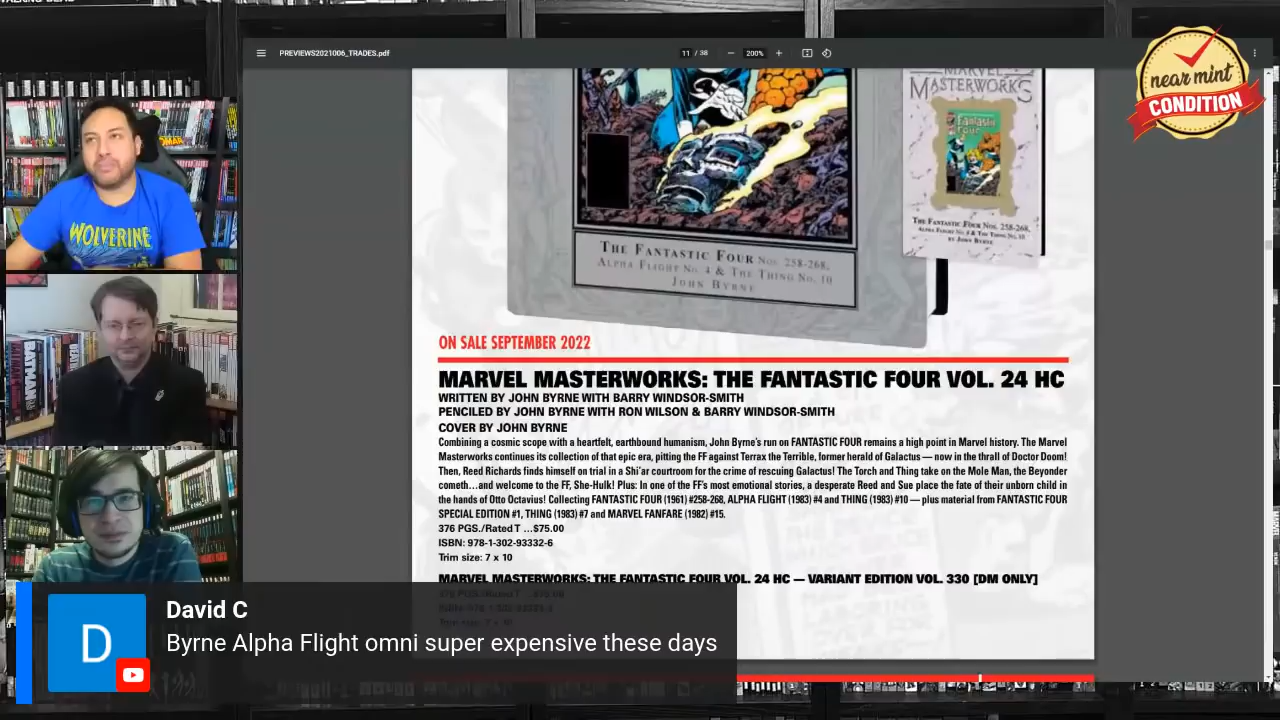 PREVIEWS2021006_TRADES.pdf
11 / 38
200%
near mint
CONDITION
WOLVERINE
BATMAN
MARVEL
MASTERWORKS
Fantastic Four
THE FANTASTIC FOUR NOS. 258-268,
ALPHA FLIGHT NO. 4 & THE THING NO. 10
BY JOHN BYRNE
THE FANTASTIC FOUR NOS. 258-268,
ALPHA FLIGHT NO. 4 & THE THING NO. 10
JOHN BYRNE
ON SALE SEPTEMBER 2022
MARVEL MASTERWORKS: THE FANTASTIC FOUR VOL. 24 HC
WRITTEN BY JOHN BYRNE WITH BARRY WINDSOR-SMITH
PENCILED BY JOHN BYRNE WITH RON WILSON & BARRY WINDSOR-SMITH
COVER BY JOHN BYRNE
Combining a cosmic scope with a heartfelt, earthbound humanism, John Byrne's run on FANTASTIC FOUR remains a high point in Marvel history. The Marvel
Masterworks continues its collection of that epic era, pitting the FF against Terrax the Terrible, former herald of Galactus — now in the thrall of Doctor Doom!
Then, Reed Richards finds himself on trial in a Shi'ar courtroom for the crime of rescuing Galactus! The Torch and Thing take on the Mole Man, the Beyonder
cometh...and welcome to the FF, She-Hulk! Plus: In one of the FF's most emotional stories, a desperate Reed and Sue place the fate of their unborn child in
the hands of Otto Octavius! Collecting FANTASTIC FOUR (1961) #258-268, ALPHA FLIGHT (1983) #4 and THING (1983) #10 — plus material from FANTASTIC FOUR
SPECIAL EDITION #1, THING (1983) #7 and MARVEL FANFARE (1982) #15.
376 PGS./Rated T ...$75.00
ISBN: 978-1-302-93332-6
Trim size: 7 x 10
MARVEL MASTERWORKS: THE FANTASTIC FOUR VOL. 24 HC — VARIANT EDITION VOL. 330 [DM ONLY]
376 PGS./Rated T ...$75.00
Trim size: 7 x 10
D
David C
Byrne Alpha Flight omni super expensive these days